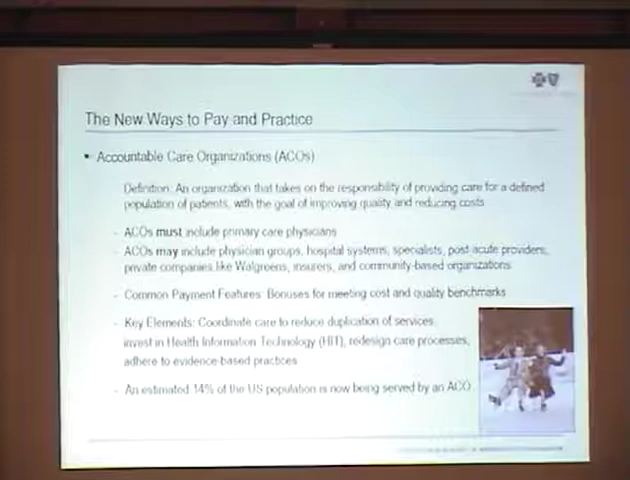 The New Ways to Pay and Practice
• Accountable Care Organizations (ACOs)
Definition: An organization that takes on the responsibility of providing care for a defined
population of patients, with the goal of improving quality and reducing costs
- ACOs must include primary care physicians
- ACOs may include physician groups, hospital systems, specialists, post-acute providers,
private companies like Walgreens, insurers, and community-based organizations
- Common Payment Features: Bonuses for meeting cost and quality benchmarks
- Key Elements: Coordinate care to reduce duplication of services,
invest in Health Information Technology (HIT), redesign care processes,
adhere to evidence-based practices
- An estimated 14% of the US population is now being served by an ACO